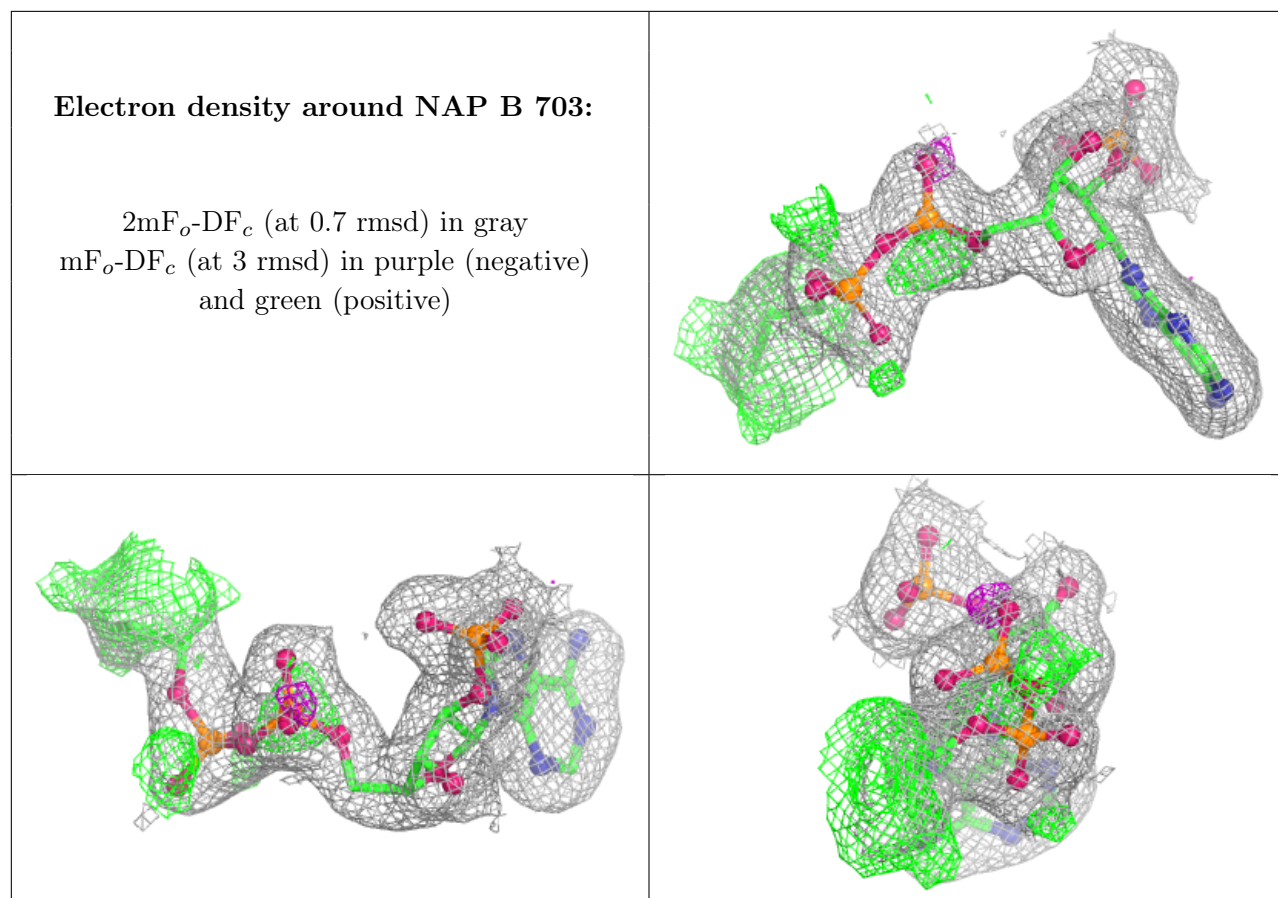 Electron density around NAP B 703:
2mFo-DFc (at 0.7 rmsd) in gray
mFo-DFc (at 3 rmsd) in purple (negative)
and green (positive)